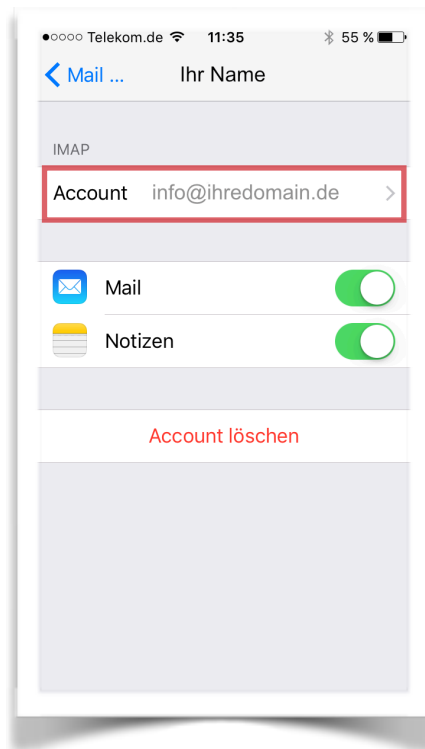 Telekom.de 11:35 55 %
Mail ... Ihr Name
IMAP
Account info@ihredomain.de
Mail
Notizen
Account löschen